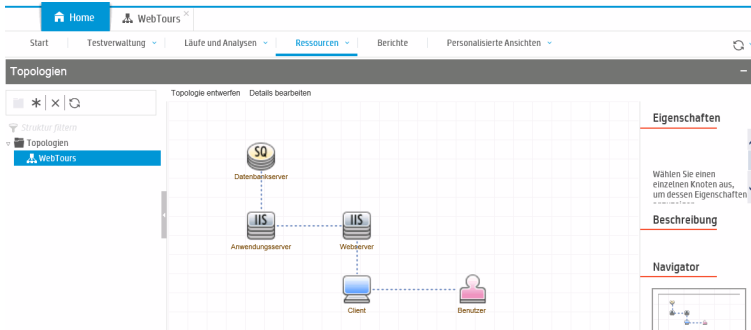 Home
WebTours
Start Testverwaltung Läufe und Analysen Ressourcen Berichte Personalisierte Ansichten
Topologien
Topologie entwerfen Details bearbeiten
Struktur filtern
Topologien
WebTours
SQ
Datenbankserver
IIS
Anwendungsserver
IIS
Webserver
Client
Benutzer
Eigenschaften
Wählen Sie einen
einzelnen Knoten aus,
um dessen Eigenschaften
Beschreibung
Navigator